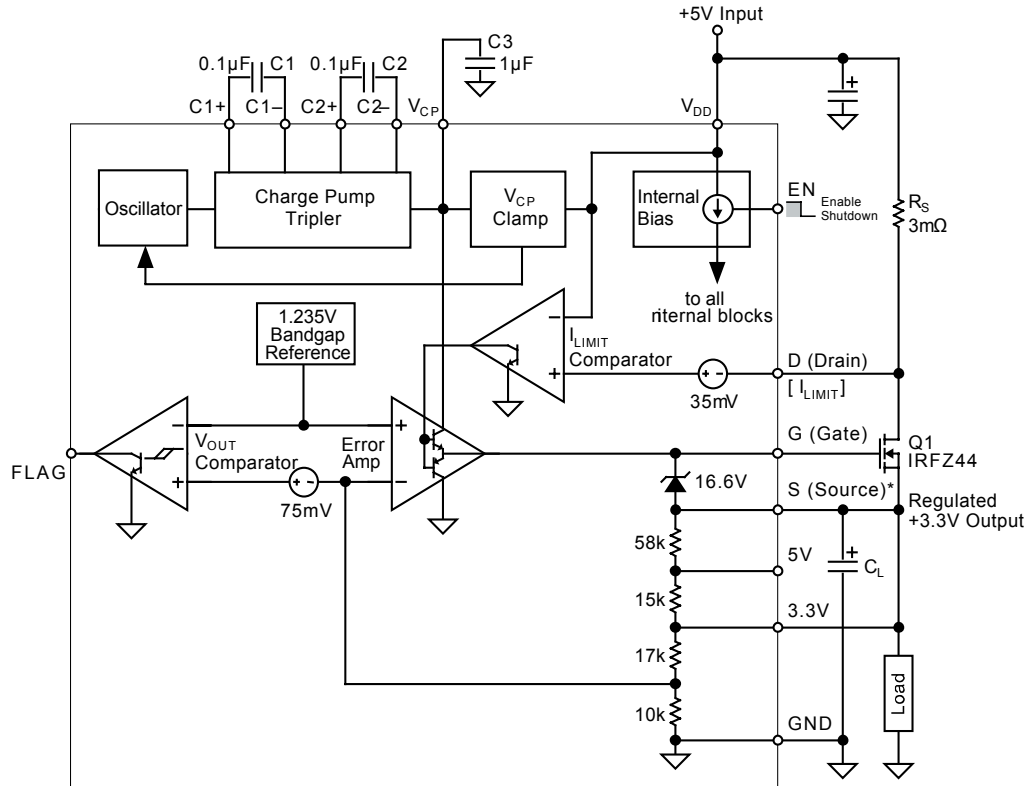 +5V Input
C3
1µF
0.1µF C1 0.1µF C2
C1+ C1– C2+ C2– VCP
VDD
Oscillator
Charge Pump
Tripler
VCP
Clamp
Internal
Bias
EN
Enable
Shutdown
RS
3mΩ
to all
nternal blocks
1.235V
Bandgap
Reference
–
ILIMIT
Comparator
+
+ –
35mV
D (Drain)
[ ILIMIT]
–
VOUT
Comparator
+
FLAG
+ –
75mV
+
Error
Amp
–
G (Gate)
Q1
IRFZ44
16.6V
S (Source)*
Regulated
+3.3V Output
58k
5V
+
CL
15k
3.3V
17k
Load
10k
GND
+